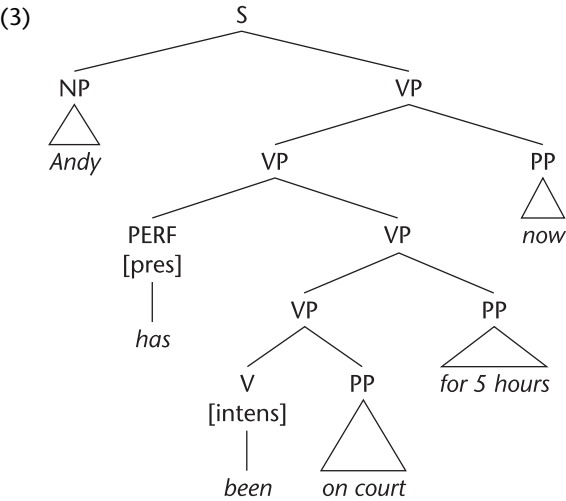 (3) S
NP VP
Andy
VP PP
now
PERF VP
[pres]
has
VP PP
for 5 hours
V PP
[intens]
been on court